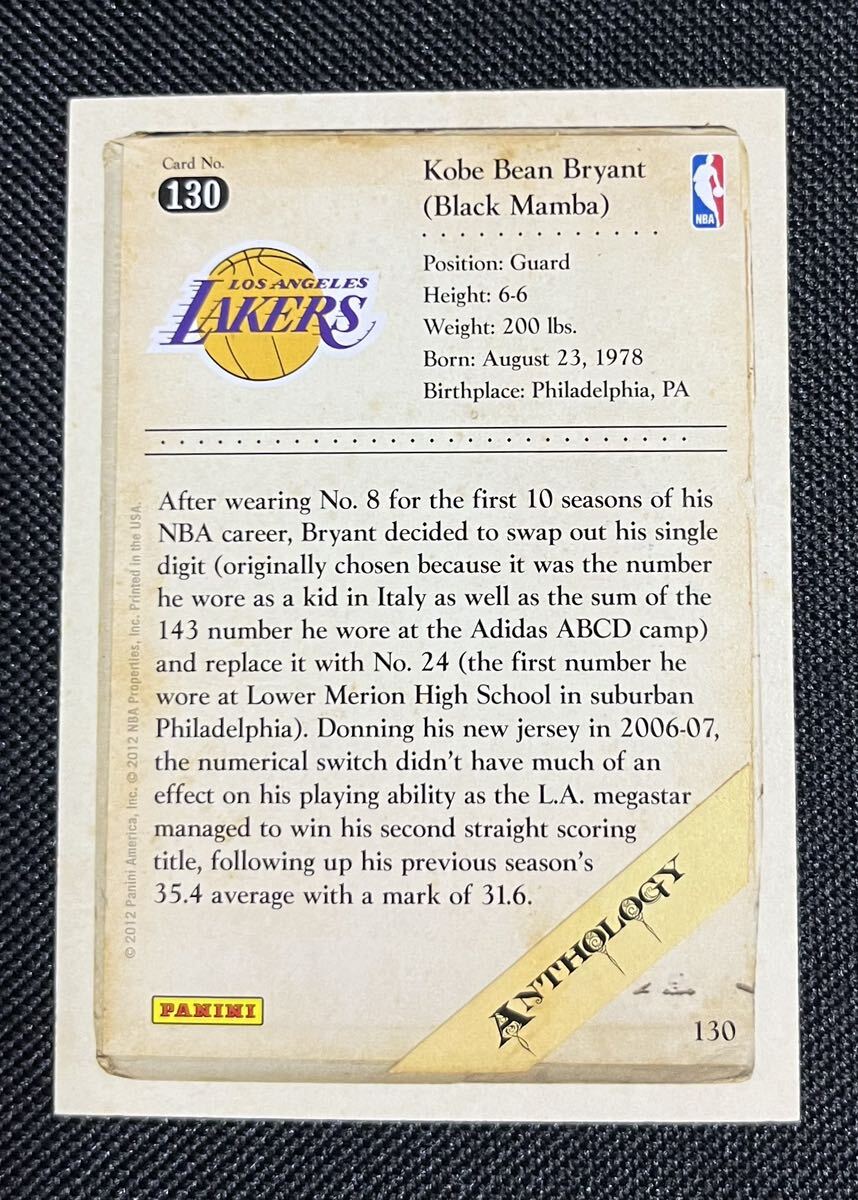 Card No.
130
Kobe Bean Bryant
(Black Mamba)
NBA
LOS ANGELES
LAKERS
Position: Guard
Height: 6-6
Weight: 200 lbs.
Born: August 23, 1978
Birthplace: Philadelphia, PA
After wearing No. 8 for the first 10 seasons of his
NBA career, Bryant decided to swap out his single
digit (originally chosen because it was the number
he wore as a kid in Italy as well as the sum of the
143 number he wore at the Adidas ABCD camp)
and replace it with No. 24 (the first number he
wore at Lower Merion High School in suburban
Philadelphia). Donning his new jersey in 2006-07,
the numerical switch didn't have much of an
effect on his playing ability as the L.A. megastar
managed to win his second straight scoring
title, following up his previous season's
35.4 average with a mark of 31.6.
© 2012 Panini America, Inc. © 2012 NBA Properties, Inc. Printed in the USA.
PANINI
ANTHOLOGY
130